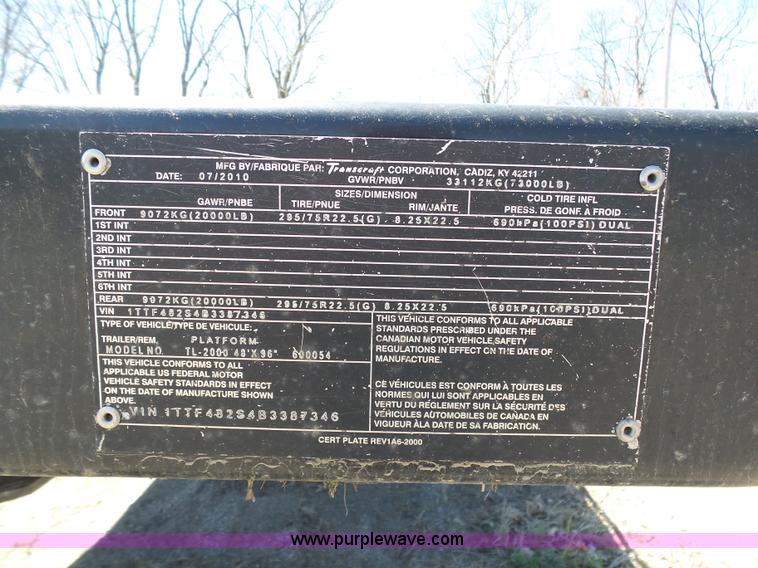 MFG BY/FABRIQUE PAR: Transcraft CORPORATION, CADIZ, KY 42211
DATE: 07/2010 GVWR/PNBV 33112KG(73000LB)
GAWR/PNBE SIZES/DIMENSION TIRE/PNUE RIM/JANTE COLD TIRE INFL PRESS. DE GONF. À FROID
FRONT 9072KG(20000LB) 295/75R22.5(G) 8.25X22.5 690kPa(100PSI)DUAL
1ST INT
2ND INT
3RD INT
4TH INT
5TH INT
6TH INT
REAR 9072KG(20000LB) 295/75R22.5(G) 8.25X22.5 690kPa(100PSI)DUAL
VIN 1TTF482S4B3387346
TYPE OF VEHICLE/TYPE DE VEHICULE:
TRAILER/REM. PLATFORM
MODEL NO. TL-2000 48'X96" 600054
THIS VEHICLE CONFORMS TO ALL
APPLICABLE US FEDERAL MOTOR
VEHICLE SAFETY STANDARDS IN EFFECT
ON THE DATE OF MANUFACTURE SHOWN
ABOVE.
VIN 1TTF482S4B3387346
THIS VEHICLE CONFORMS TO ALL APPLICABLE
STANDARDS PRESCRIBED UNDER THE
CANADIAN MOTOR VEHICLE SAFETY
REGULATIONS IN EFFECT ON THE DATE OF
MANUFACTURE.
CE VÉHICULES EST CONFORM À TOUTES LES
NORMES QUI LUI SONT APPLICABLES EN
VERTU DU RÉGLEMENT SUR LA SÉCURITÉ DES
VÉHICULES AUTOMOBILES DE CANADA EN
VIGUEUR À LA DATE DE SA FABRICATION.
CERT PLATE REV1A6-2000
www.purplewave.com